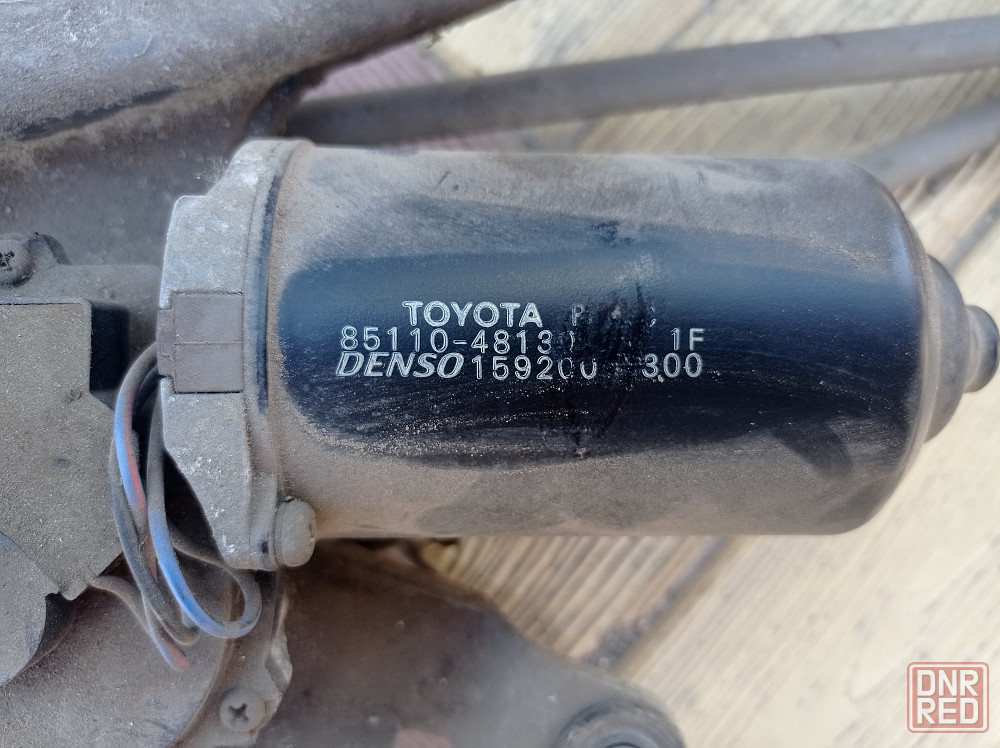 TOYOTA
85110-4813 1F
DENSO 159200 300
DNR
RED